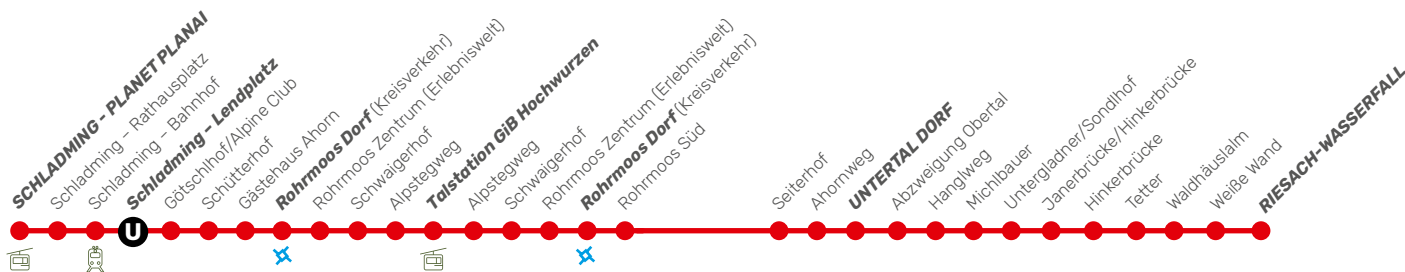 SCHLADMING - PLANET PLANAI
Schladming - Rathausplatz
Schladming - Bahnhof
Schladming - Lendplatz
Götschlhof/Alpine Club
Schütterhof
Gästehaus Ahorn
Rohrmoos Dorf (Kreisverkehr)
Rohrmoos Zentrum (Erlebniswelt)
Schwaigerhof
Alpstegweg
Talstation GiB Hochwurzen
Alpstegweg
Schwaigerhof
Rohrmoos Zentrum (Erlebniswelt)
Rohrmoos Dorf (Kreisverkehr)
Rohrmoos Süd
Seiterhof
Ahornweg
UNTERTAL DORF
Abzweigung Obertal
Hanglweg
Michlbauer
Untergladner/Sondlhof
Janerbrücke/Hinkerbrücke
Hinkerbrücke
Tetter
Waldhäuslalm
Weiße Wand
RIESACH-WASSERFALL
U